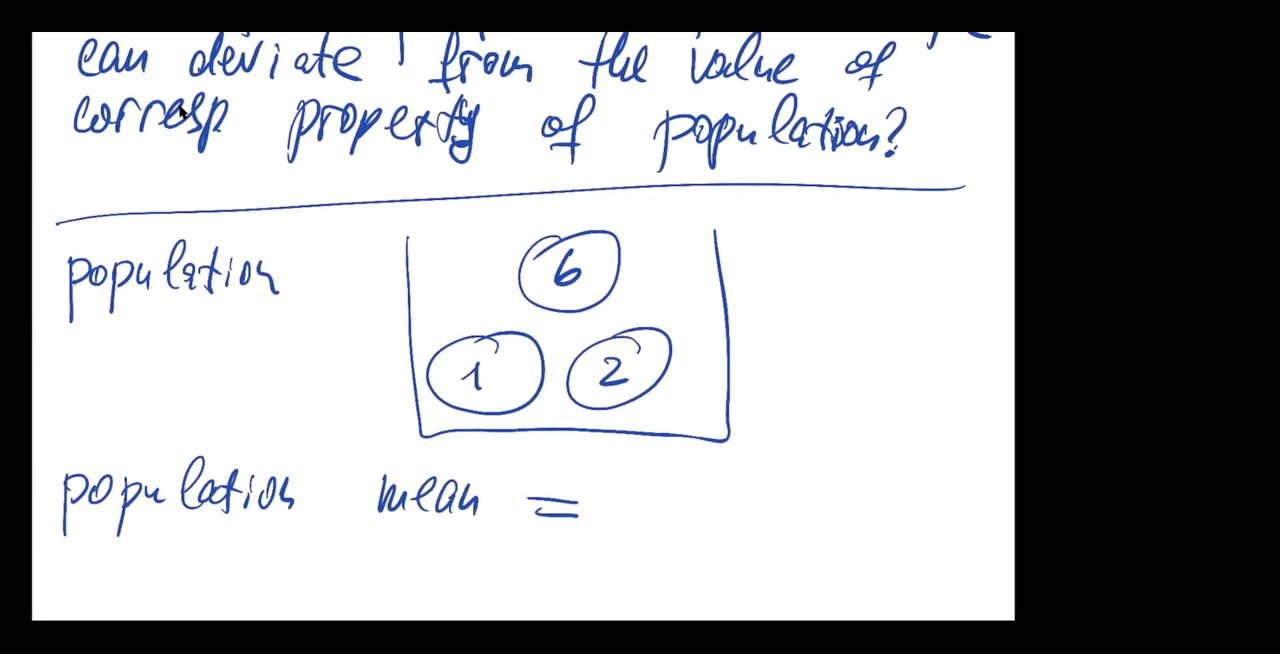 can deviate from the value of
corresp property of population?
population
6
1 2
population mean =